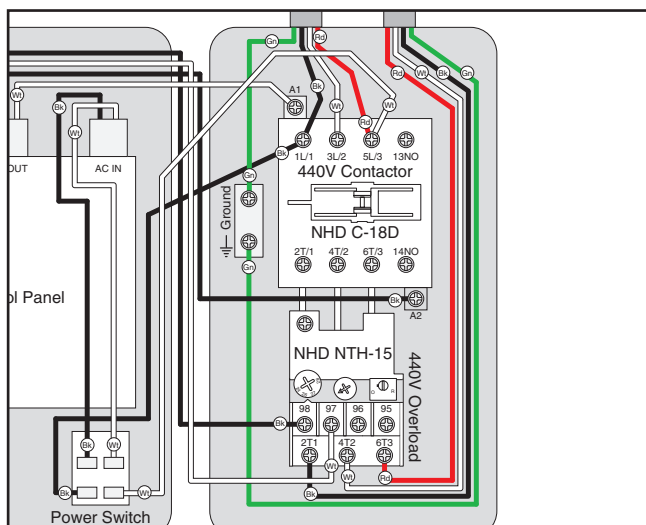 Gn
Rd
Rd
Wt
Bk
Gn
Wt
Bk
Wt
A1
Bk
Wt
Wt
Rd
OUT
AC IN
Bk
1L/1
3L/2
5L/3
13NO
440V Contactor
Gn
Ground
NHD C-18D
Gn
2T/1
4T/2
6T/3
14NO
ol Panel
Bk
A2
NHD NTH-15
440V Overload
98
97
96
95
Bk
2T1
4T2
6T3
Bk
Wt
Wt
Wt
Rd
Bk
Wt
Bk
Power Switch